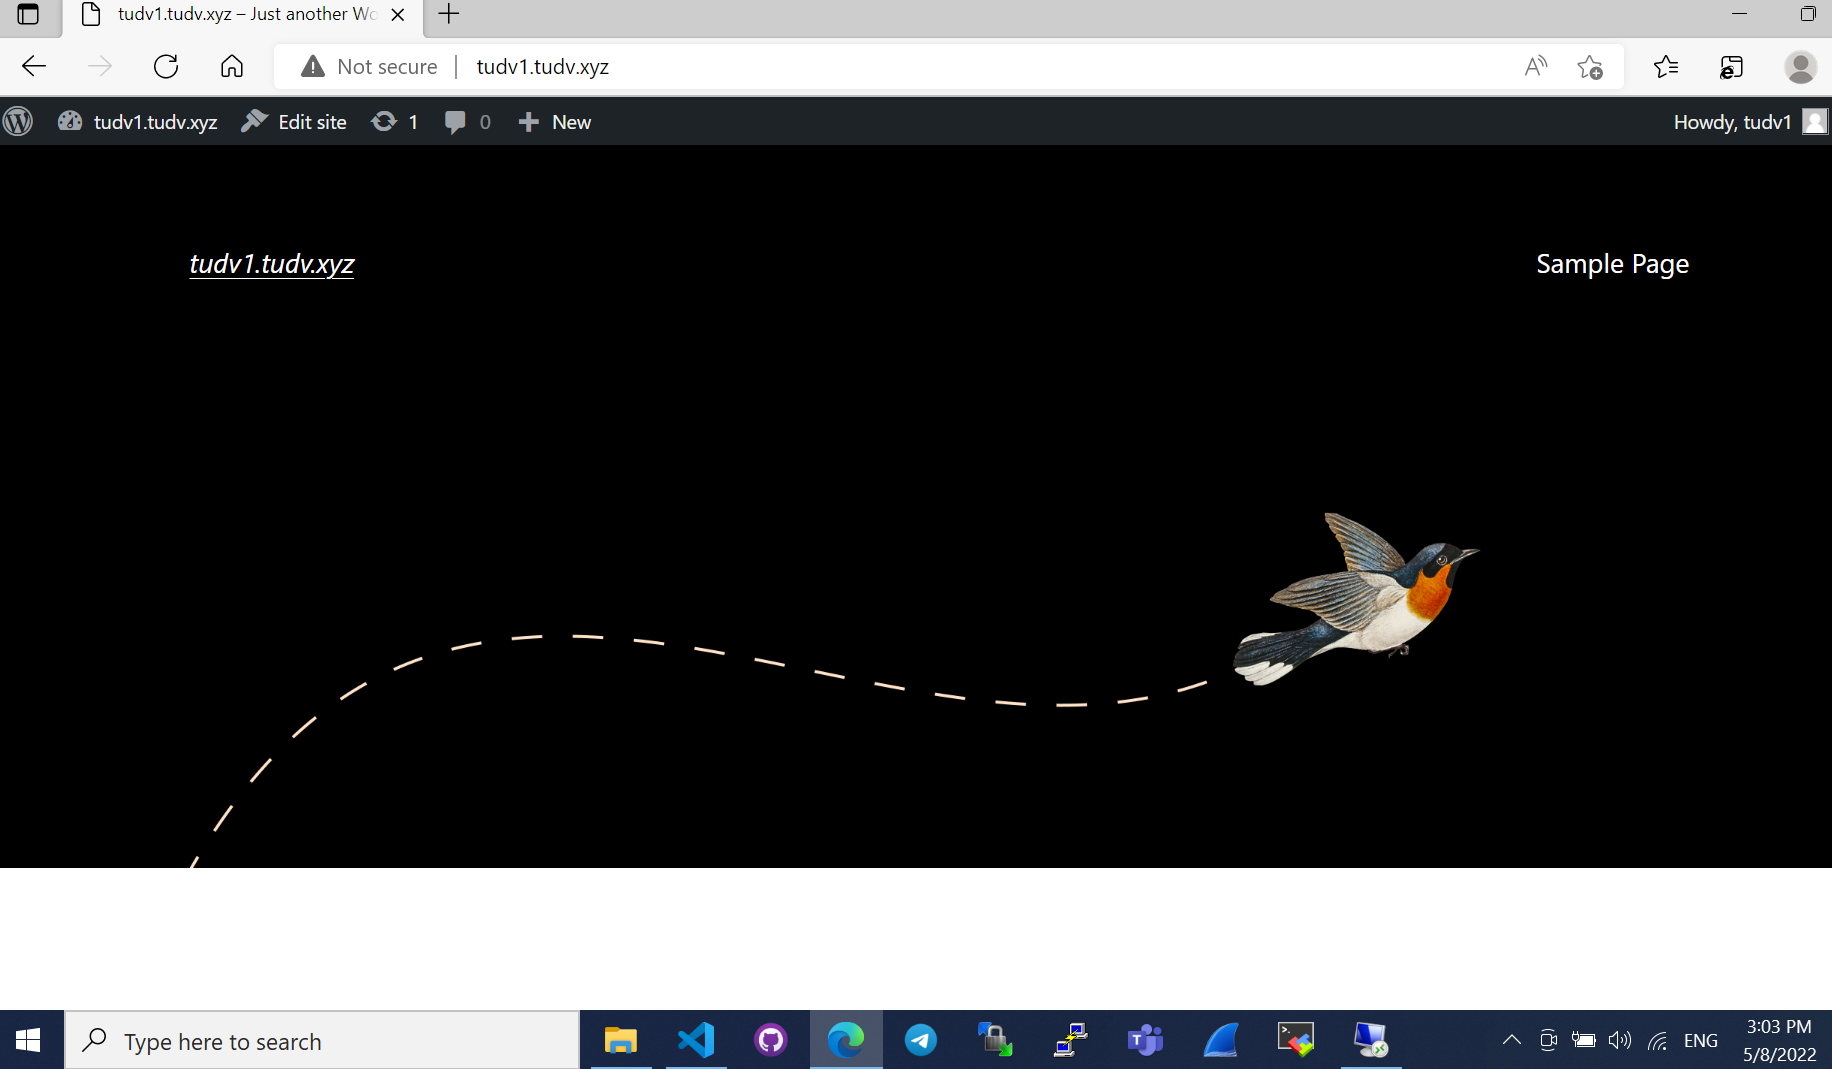 tudv1.tudv.xyz – Just another Wo
Not secure
tudv1.tudv.xyz
tudv1.tudv.xyz Edit site 1 0 New Howdy, tudv1
tudv1.tudv.xyz Sample Page
Type here to search
ENG
3:03 PM
5/8/2022